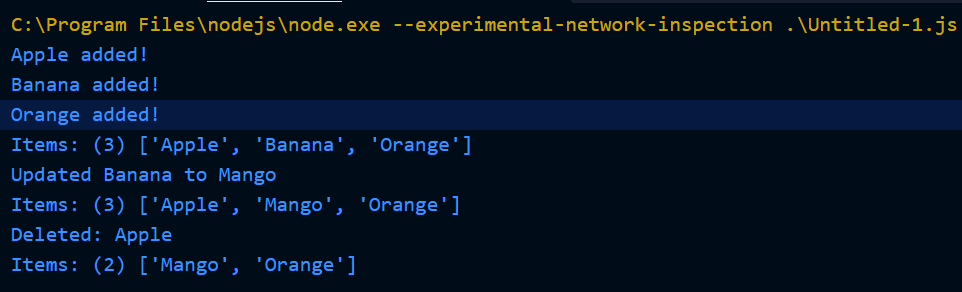 C:\Program Files\nodejs\node.exe --experimental-network-inspection .\Untitled-1.js
Apple added!
Banana added!
Orange added!
Items: (3) ['Apple', 'Banana', 'Orange']
Updated Banana to Mango
Items: (3) ['Apple', 'Mango', 'Orange']
Deleted: Apple
Items: (2) ['Mango', 'Orange']